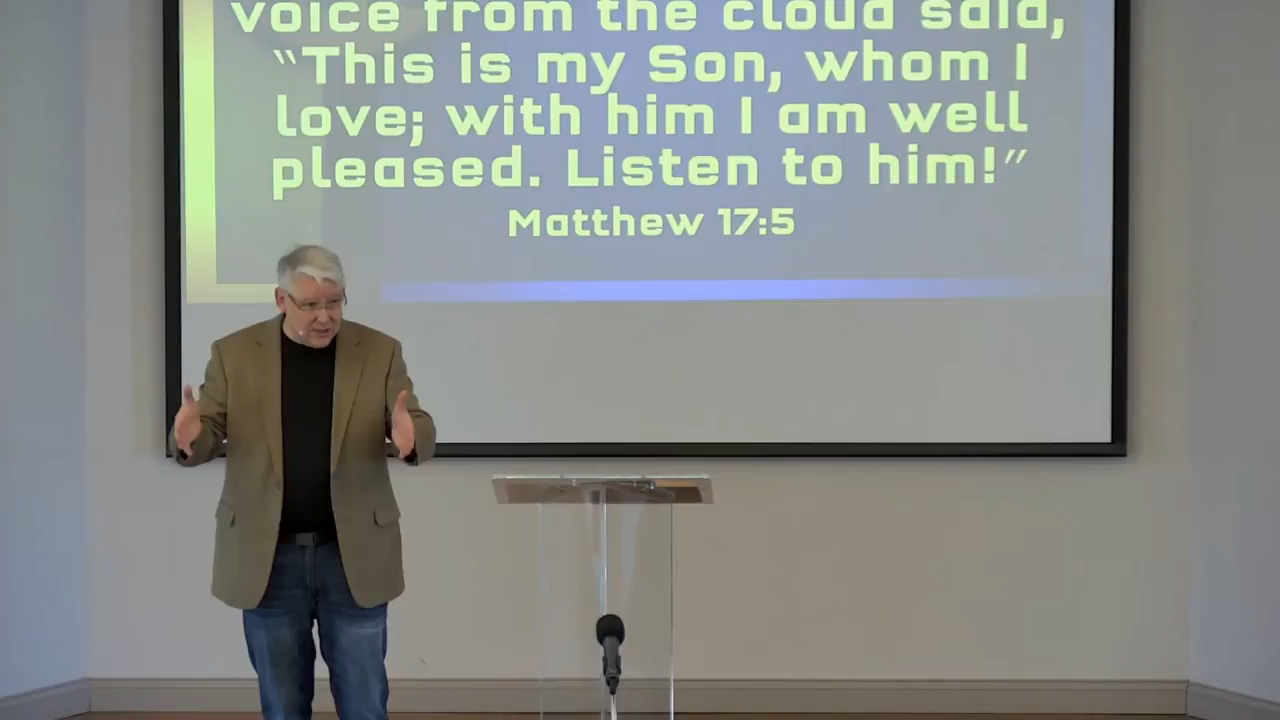 voice from the cloud said,
“This is my Son, whom I
love; with him I am well
pleased. Listen to him!”
Matthew 17:5